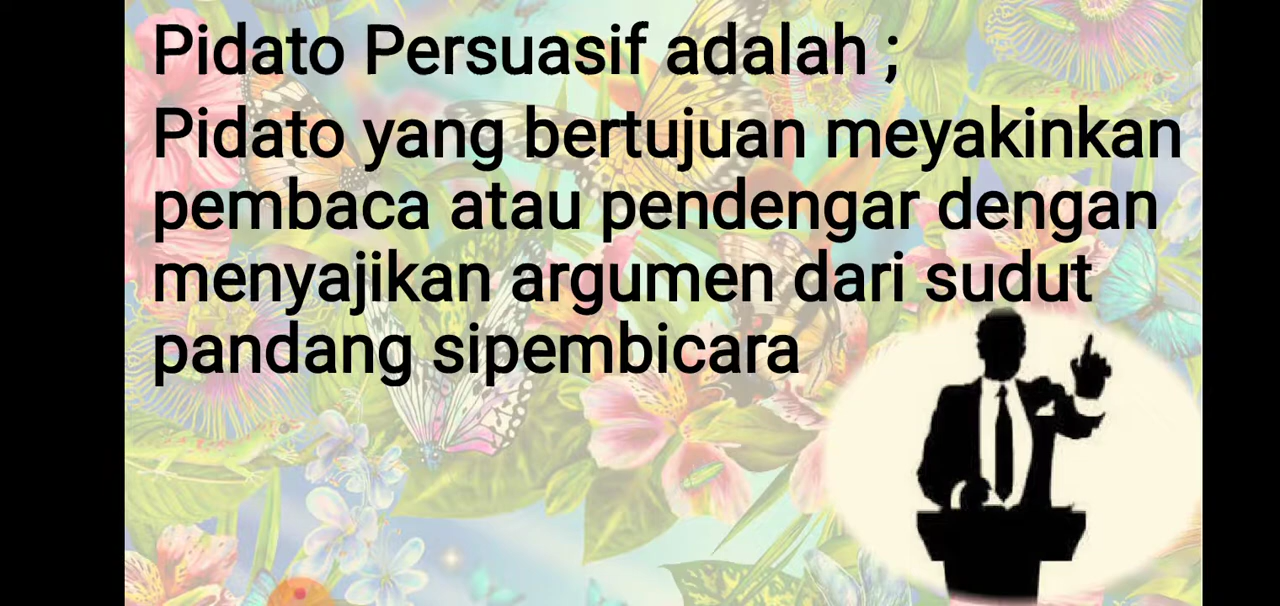 Pidato Persuasif adalah ;
Pidato yang bertujuan meyakinkan
pembaca atau pendengar dengan
menyajikan argumen dari sudut
pandang sipembicara